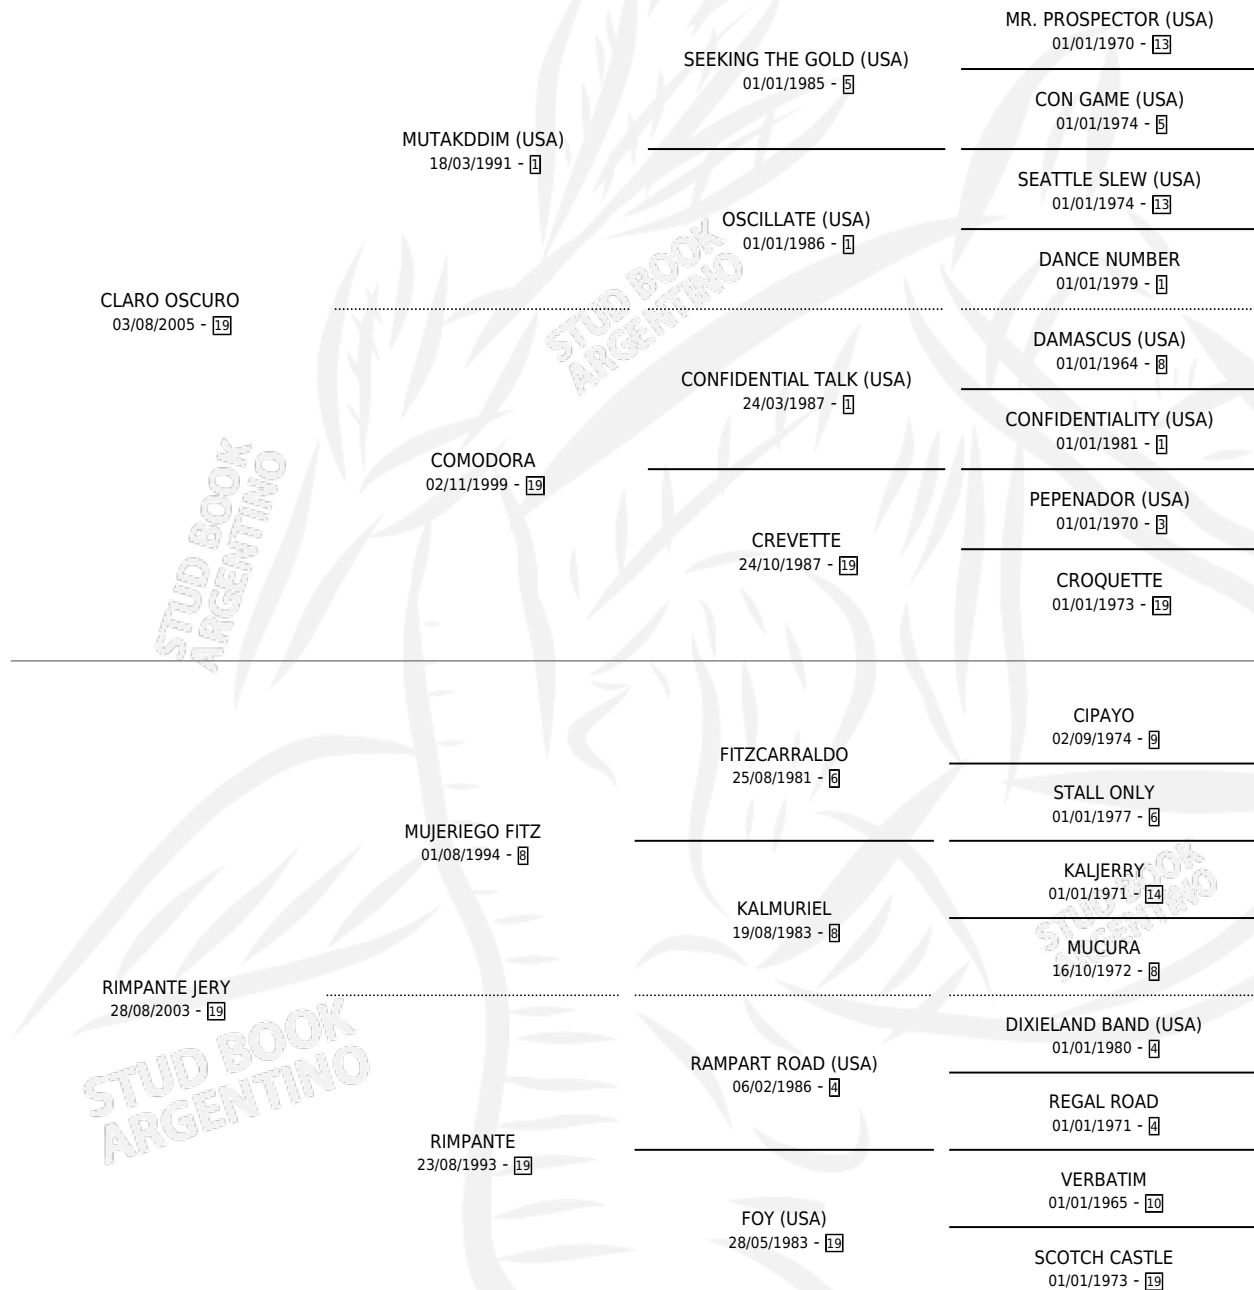 MR. PROSPECTOR (USA)
01/01/1970 - 13
SEEKING THE GOLD (USA)
01/01/1985 - 5
CON GAME (USA)
01/01/1974 - 5
MUTAKDDIM (USA)
18/03/1991 - 1
SEATTLE SLEW (USA)
01/01/1974 - 13
OSCILLATE (USA)
01/01/1986 - 1
DANCE NUMBER
01/01/1979 - 1
CLARO OSCURO
03/08/2005 - 19
DAMASCUS (USA)
01/01/1964 - 8
CONFIDENTIAL TALK (USA)
24/03/1987 - 1
CONFIDENTIALITY (USA)
01/01/1981 - 1
COMODORA
02/11/1999 - 19
PEPENADOR (USA)
01/01/1970 - 3
CREVETTE
24/10/1987 - 19
CROQUETTE
01/01/1973 - 19
STUD BOOK
ARGENTINO
STUD BOOK
ARGENTINO
CIPAYO
02/09/1974 - 9
FITZCARRALDO
25/08/1981 - 6
STALL ONLY
01/01/1977 - 6
MUJERIEGO FITZ
01/08/1994 - 8
KALJERRY
01/01/1971 - 14
KALMURIEL
19/08/1983 - 8
MUCURA
16/10/1972 - 8
RIMPANTE JERY
28/08/2003 - 19
DIXIELAND BAND (USA)
01/01/1980 - 4
RAMPART ROAD (USA)
06/02/1986 - 4
REGAL ROAD
01/01/1971 - 4
RIMPANTE
23/08/1993 - 19
VERBATIM
01/01/1965 - 10
FOY (USA)
28/05/1983 - 19
SCOTCH CASTLE
01/01/1973 - 19
STUD BOOK
ARGENTINO
STUD BOOK
ARGENTINO